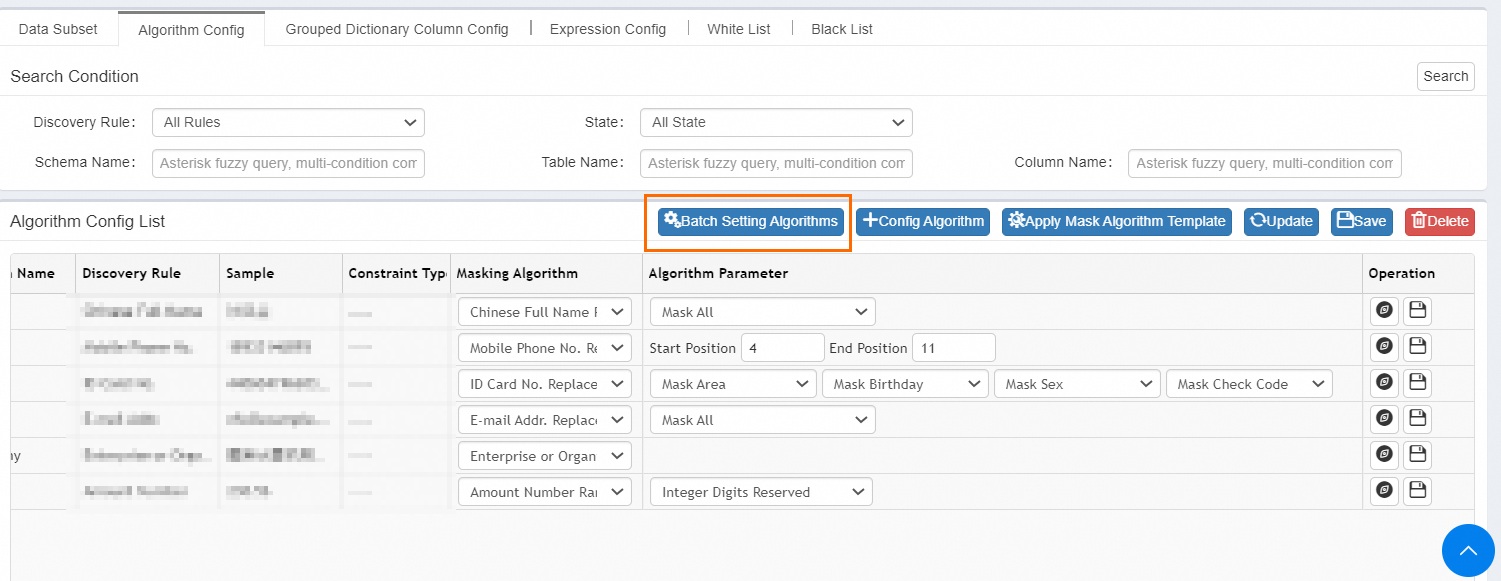 Data Subset Algorithm Config Grouped Dictionary Column Config Expression Config White List Black List
Search Condition Search
Discovery Rule: All Rules State: All State
Schema Name: Asterisk fuzzy query, multi-condition com Table Name: Asterisk fuzzy query, multi-condition com Column Name: Asterisk fuzzy query, multi-condition com
Algorithm Config List Batch Setting Algorithms Config Algorithm Apply Mask Algorithm Template Update Save Delete
Name Discovery Rule Sample Constraint Typ Masking Algorithm Algorithm Parameter Operation
Chinese Full Name Mask All
Mobile Phone No. Re Start Position 4 End Position 11
ID Card No. Replace Mask Area Mask Birthday Mask Sex Mask Check Code
E-mail Addr. Replac Mask All
ny Enterprise or Organ
Amount Number Ran Integer Digits Reserved